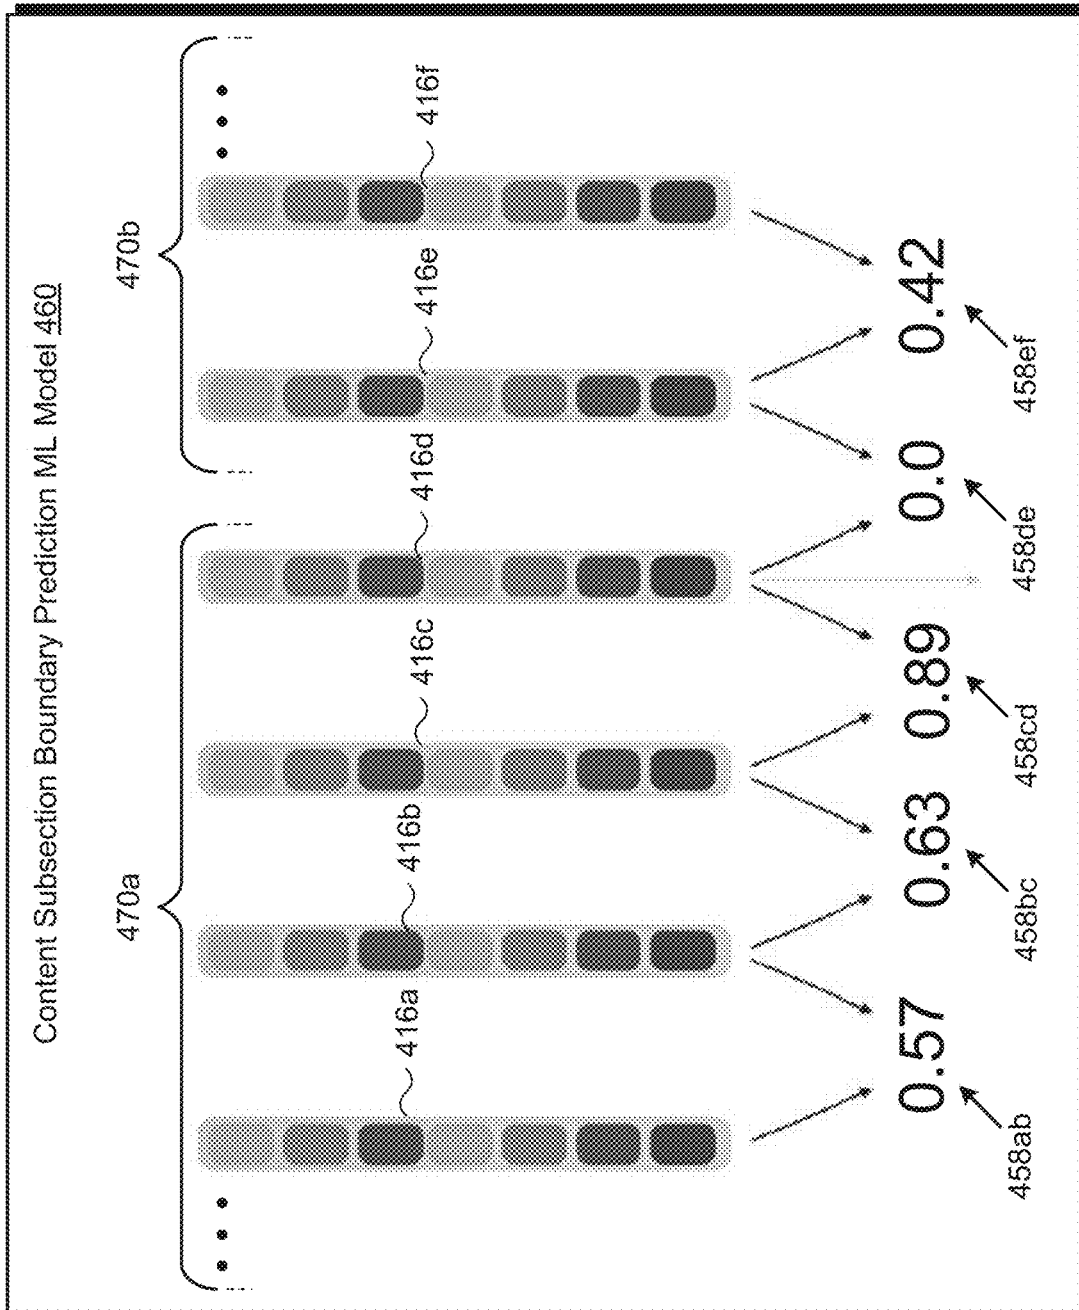 Content Subsection Boundary Prediction ML Model 460
470a
470b
416a
416b
416c
416d
416e
416f
0.57
0.63
0.89
0.0
0.42
458ab
458bc
458cd
458de
458ef